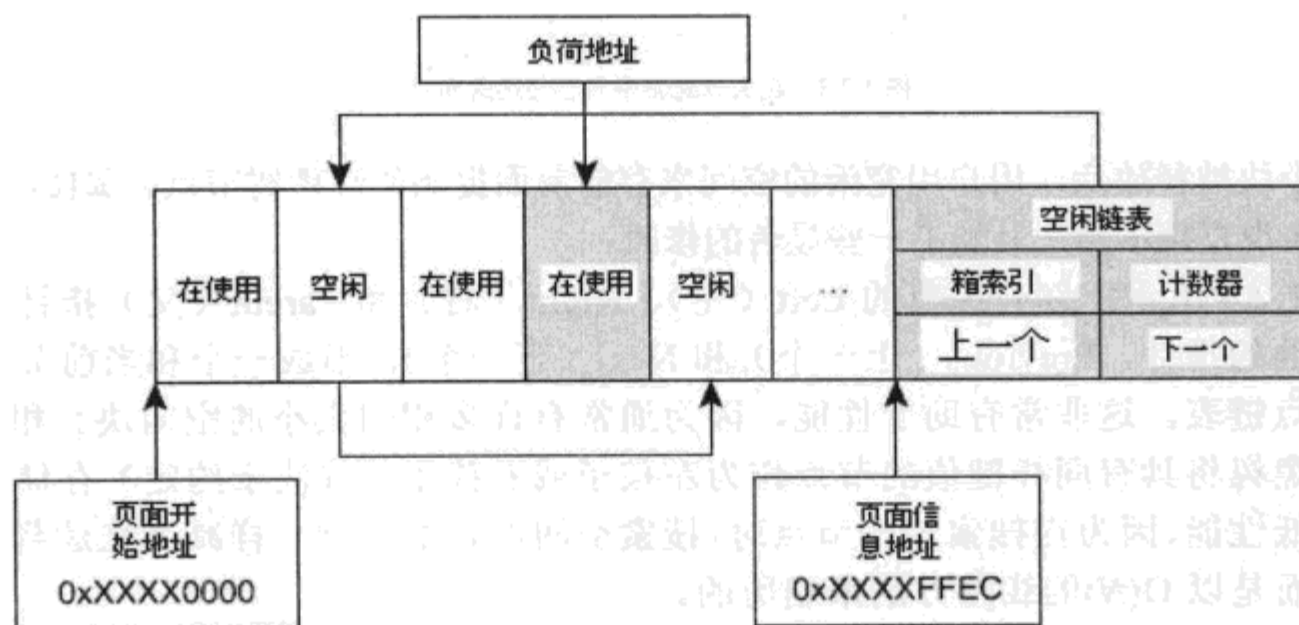 负荷地址
在使用
空闲
在使用
在使用
空闲
...
空闲链表
箱索引
计数器
上一个
下一个
页面开
始地址
0xXXXX0000
页面信
息地址
0xXXXXFFEC